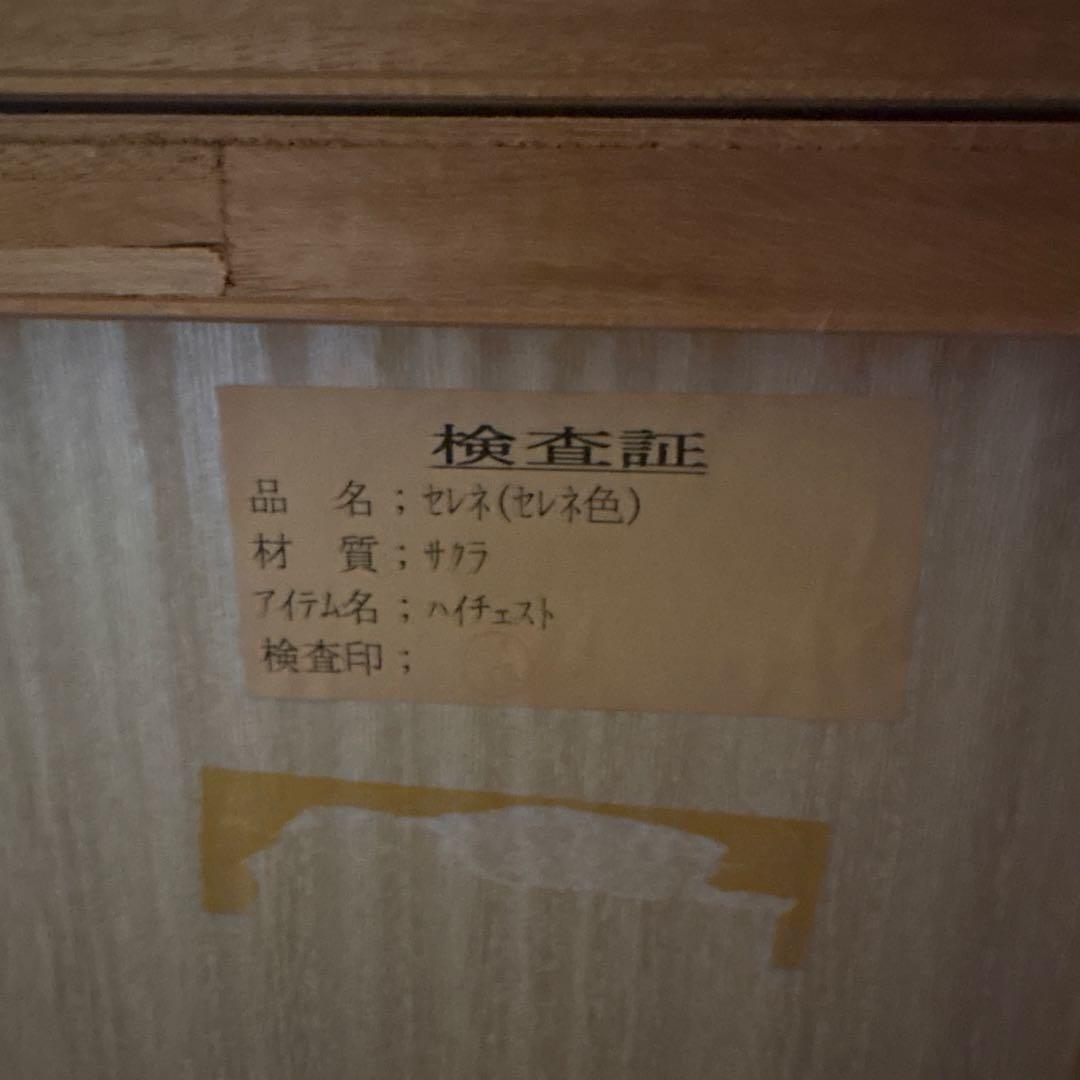 検査証
品　名；ｾﾚﾈ(ｾﾚﾈ色)
材　質；ｻｸﾗ
ｱｲﾃﾑ名；ﾊｲﾁｪｽﾄ
検査印；